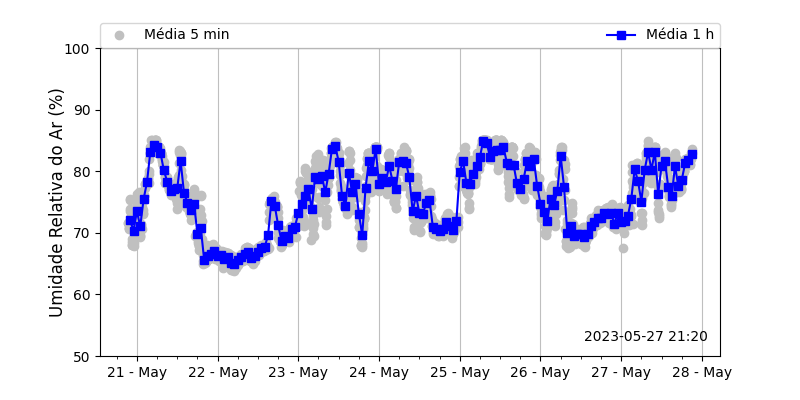 Média 5 min
Média 1 h
Umidade Relativa do Ar (%)
100
90
80
70
60
50
2023-05-27 21:20
21 - May
22 - May
23 - May
24 - May
25 - May
26 - May
27 - May
28 - May